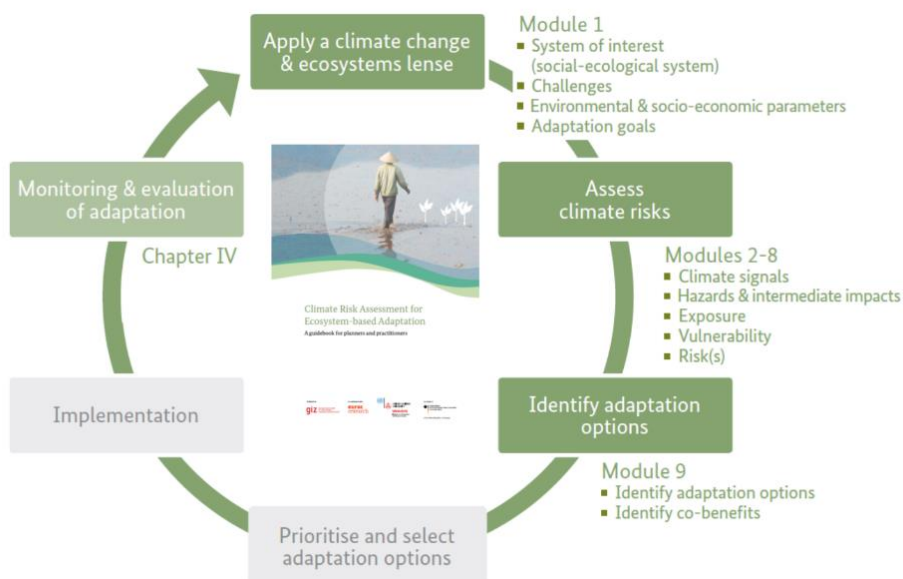 Apply a climate change
& ecosystems lense
Module 1
▪ System of interest
(social-ecological system)
▪ Challenges
▪ Environmental & socio-economic parameters
▪ Adaptation goals
Assess
climate risks
Modules 2-8
▪ Climate signals
▪ Hazards & intermediate impacts
▪ Exposure
▪ Vulnerability
▪ Risk(s)
Identify adaptation
options
Module 9
▪ Identify adaptation options
▪ Identify co-benefits
Prioritise and select
adaptation options
Implementation
Monitoring & evaluation
of adaptation
Chapter IV
Climate Risk Assessment for
Ecosystem-based Adaptation
A guidebook for planners and practitioners
giz